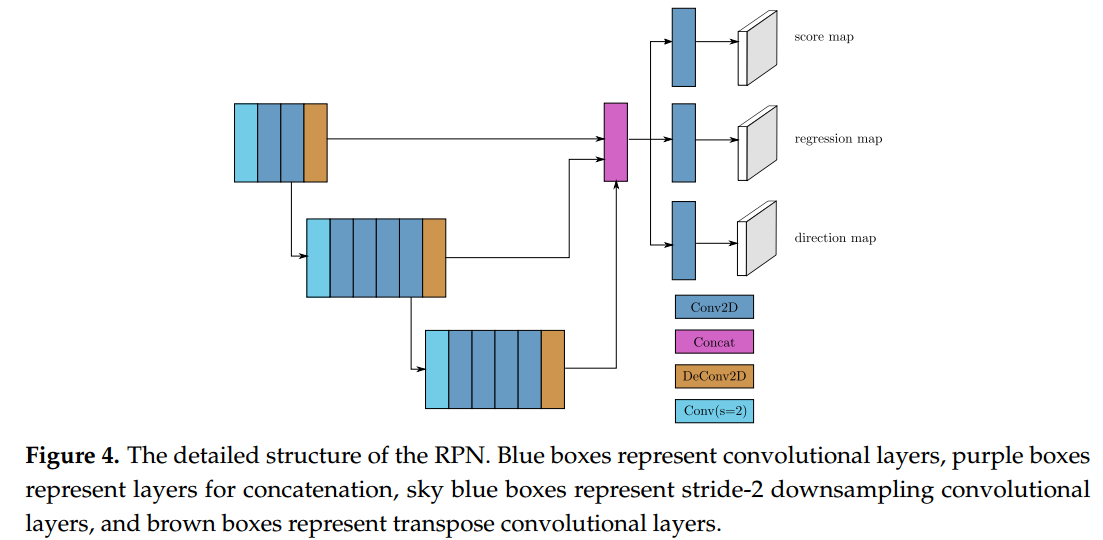 score map
regression map
direction map
Conv2D
Concat
DeConv2D
Conv(s=2)
Figure 4. The detailed structure of the RPN. Blue boxes represent convolutional layers, purple boxes
represent layers for concatenation, sky blue boxes represent stride-2 downsampling convolutional
layers, and brown boxes represent transpose convolutional layers.